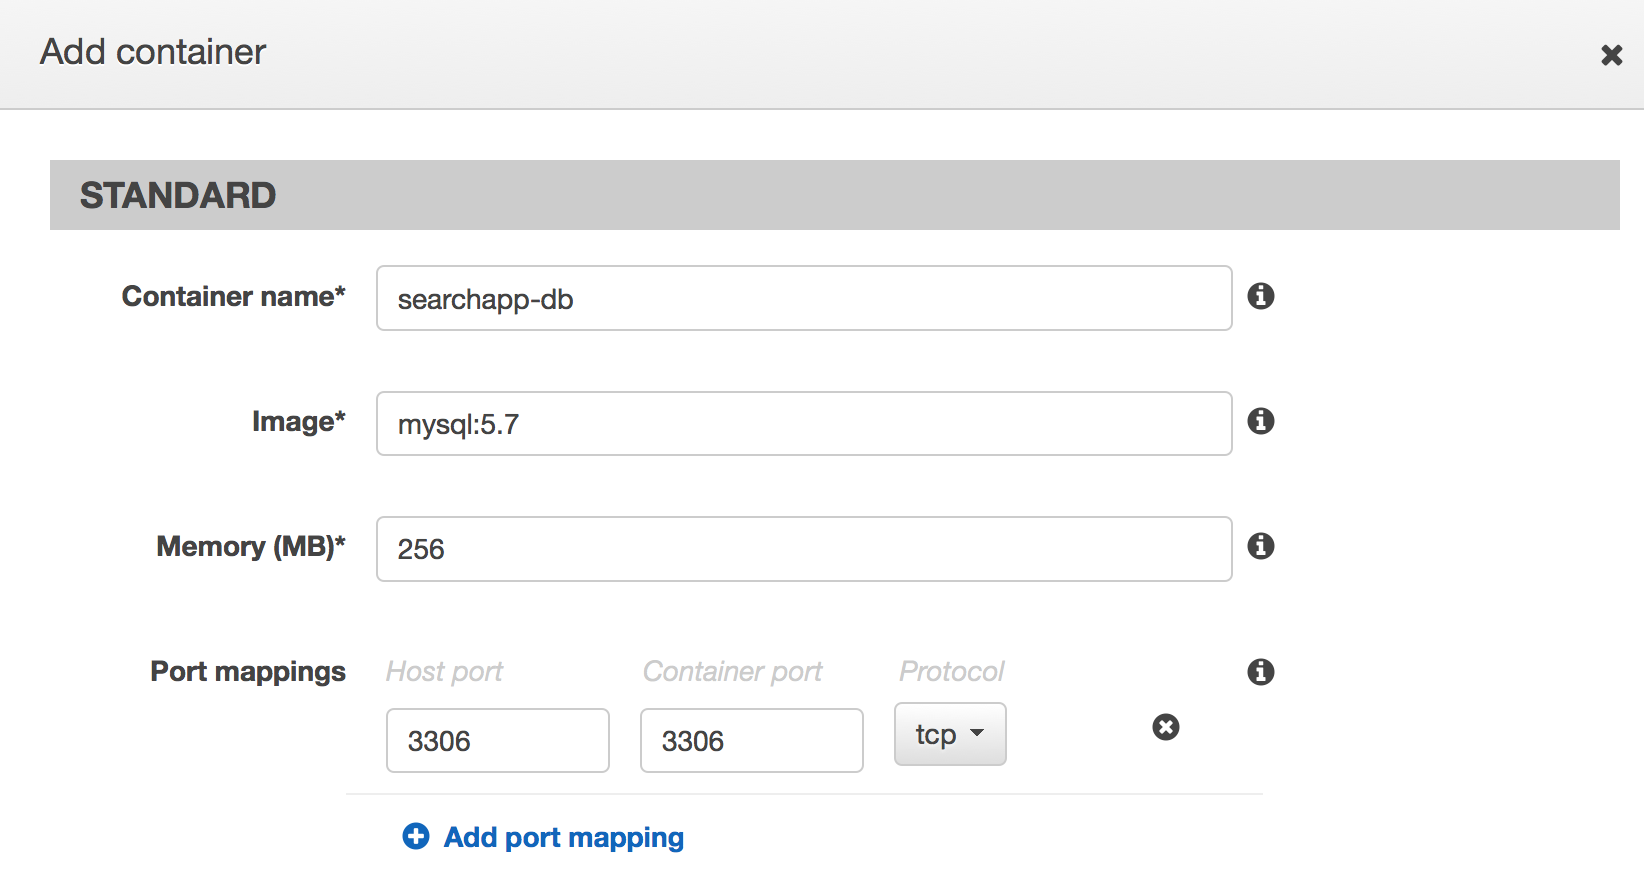 Add container
STANDARD
Container name*
searchapp-db
Image*
mysql:5.7
Memory (MB)*
256
Port mappings Host port Container port Protocol
3306 3306 tcp
Add port mapping